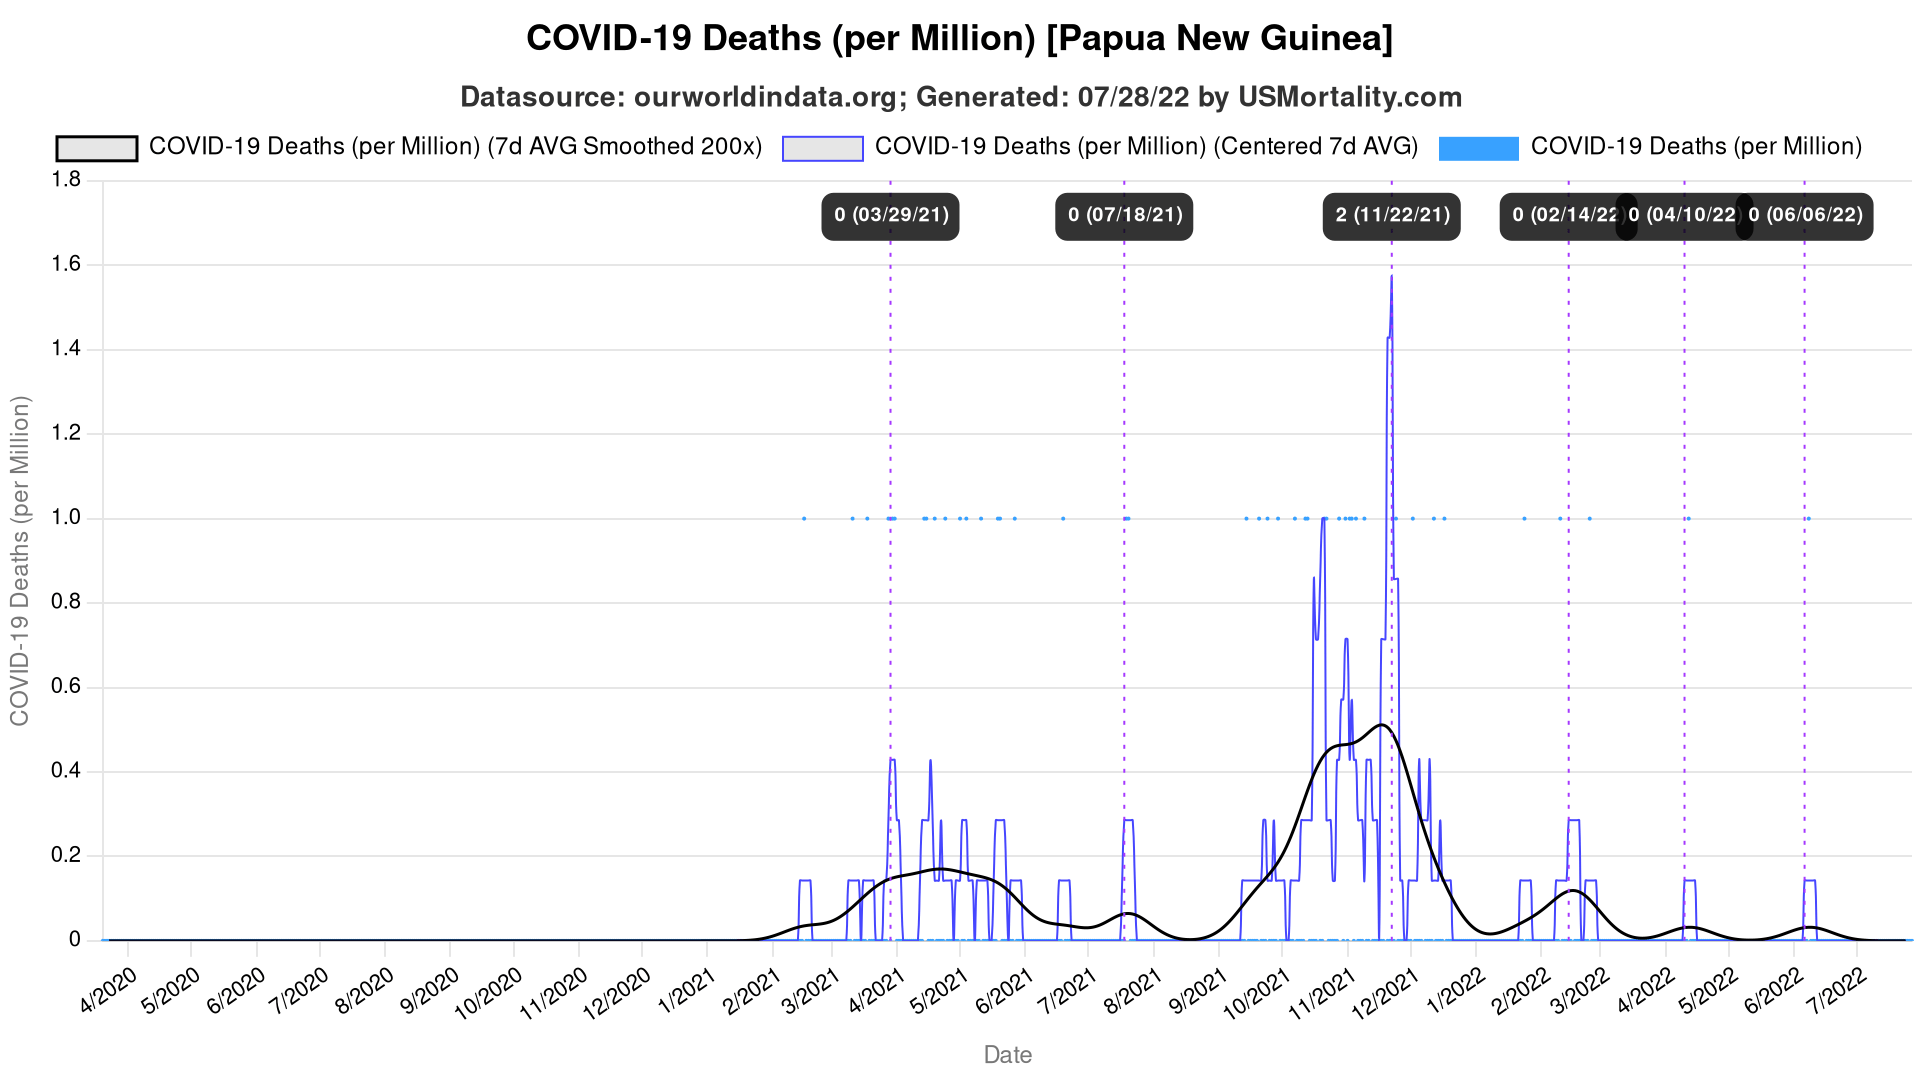 COVID-19 Deaths (per Million) [Papua New Guinea]
Datasource: ourworldindata.org; Generated: 07/28/22 by USMortality.com
COVID-19 Deaths (per Million) (7d AVG Smoothed 200x) COVID-19 Deaths (per Million) (Centered 7d AVG) COVID-19 Deaths (per Million)
0 (03/29/21) 0 (07/18/21) 2 (11/22/21) 0 (02/14/22) 0 (04/10/22) 0 (06/06/22)
COVID-19 Deaths (per Million)
1.8
1.6
1.4
1.2
1.0
0.8
0.6
0.4
0.2
0
4/2020 5/2020 6/2020 7/2020 8/2020 9/2020 10/2020 11/2020 12/2020 1/2021 2/2021 3/2021 4/2021 5/2021 6/2021 7/2021 8/2021 9/2021 10/2021 11/2021 12/2021 1/2022 2/2022 3/2022 4/2022 5/2022 6/2022 7/2022
Date